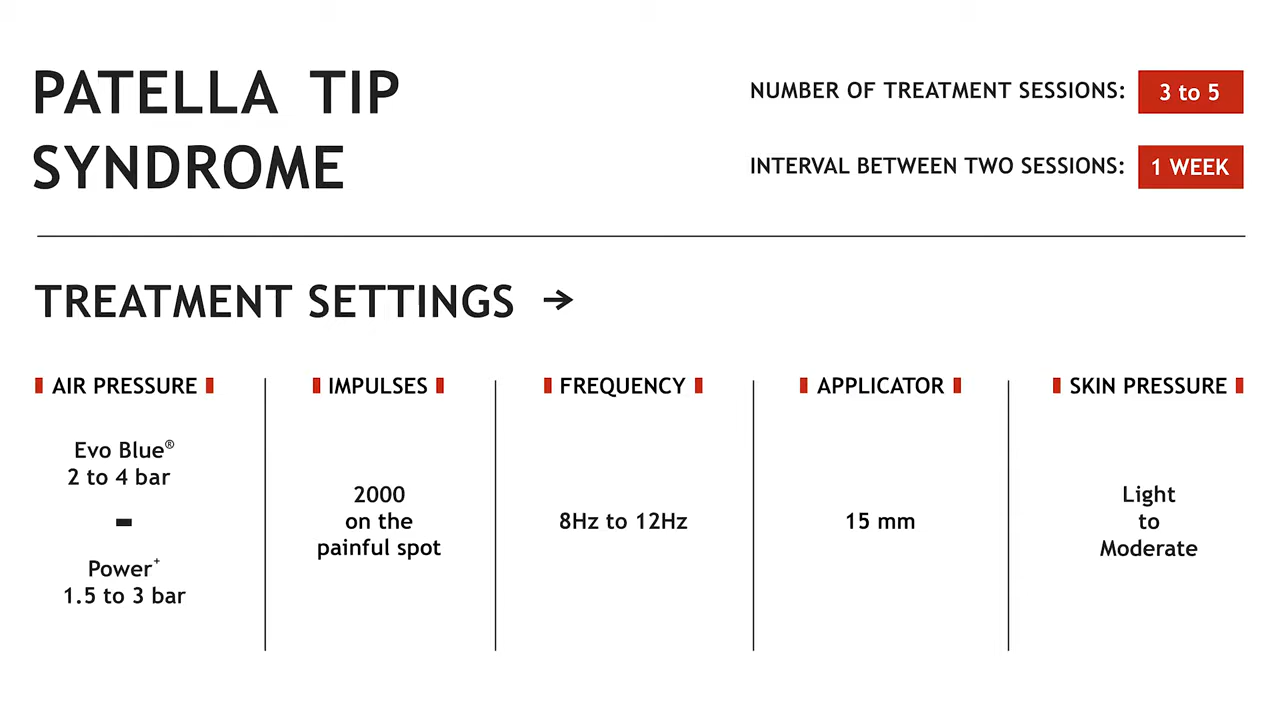 PATELLA TIP
SYNDROME
NUMBER OF TREATMENT SESSIONS: 3 to 5
INTERVAL BETWEEN TWO SESSIONS: 1 WEEK
TREATMENT SETTINGS →
AIR PRESSURE
Evo Blue®
2 to 4 bar
-
Power⁺
1.5 to 3 bar
IMPULSES
2000
on the
painful spot
FREQUENCY
8Hz to 12Hz
APPLICATOR
15 mm
SKIN PRESSURE
Light
to
Moderate